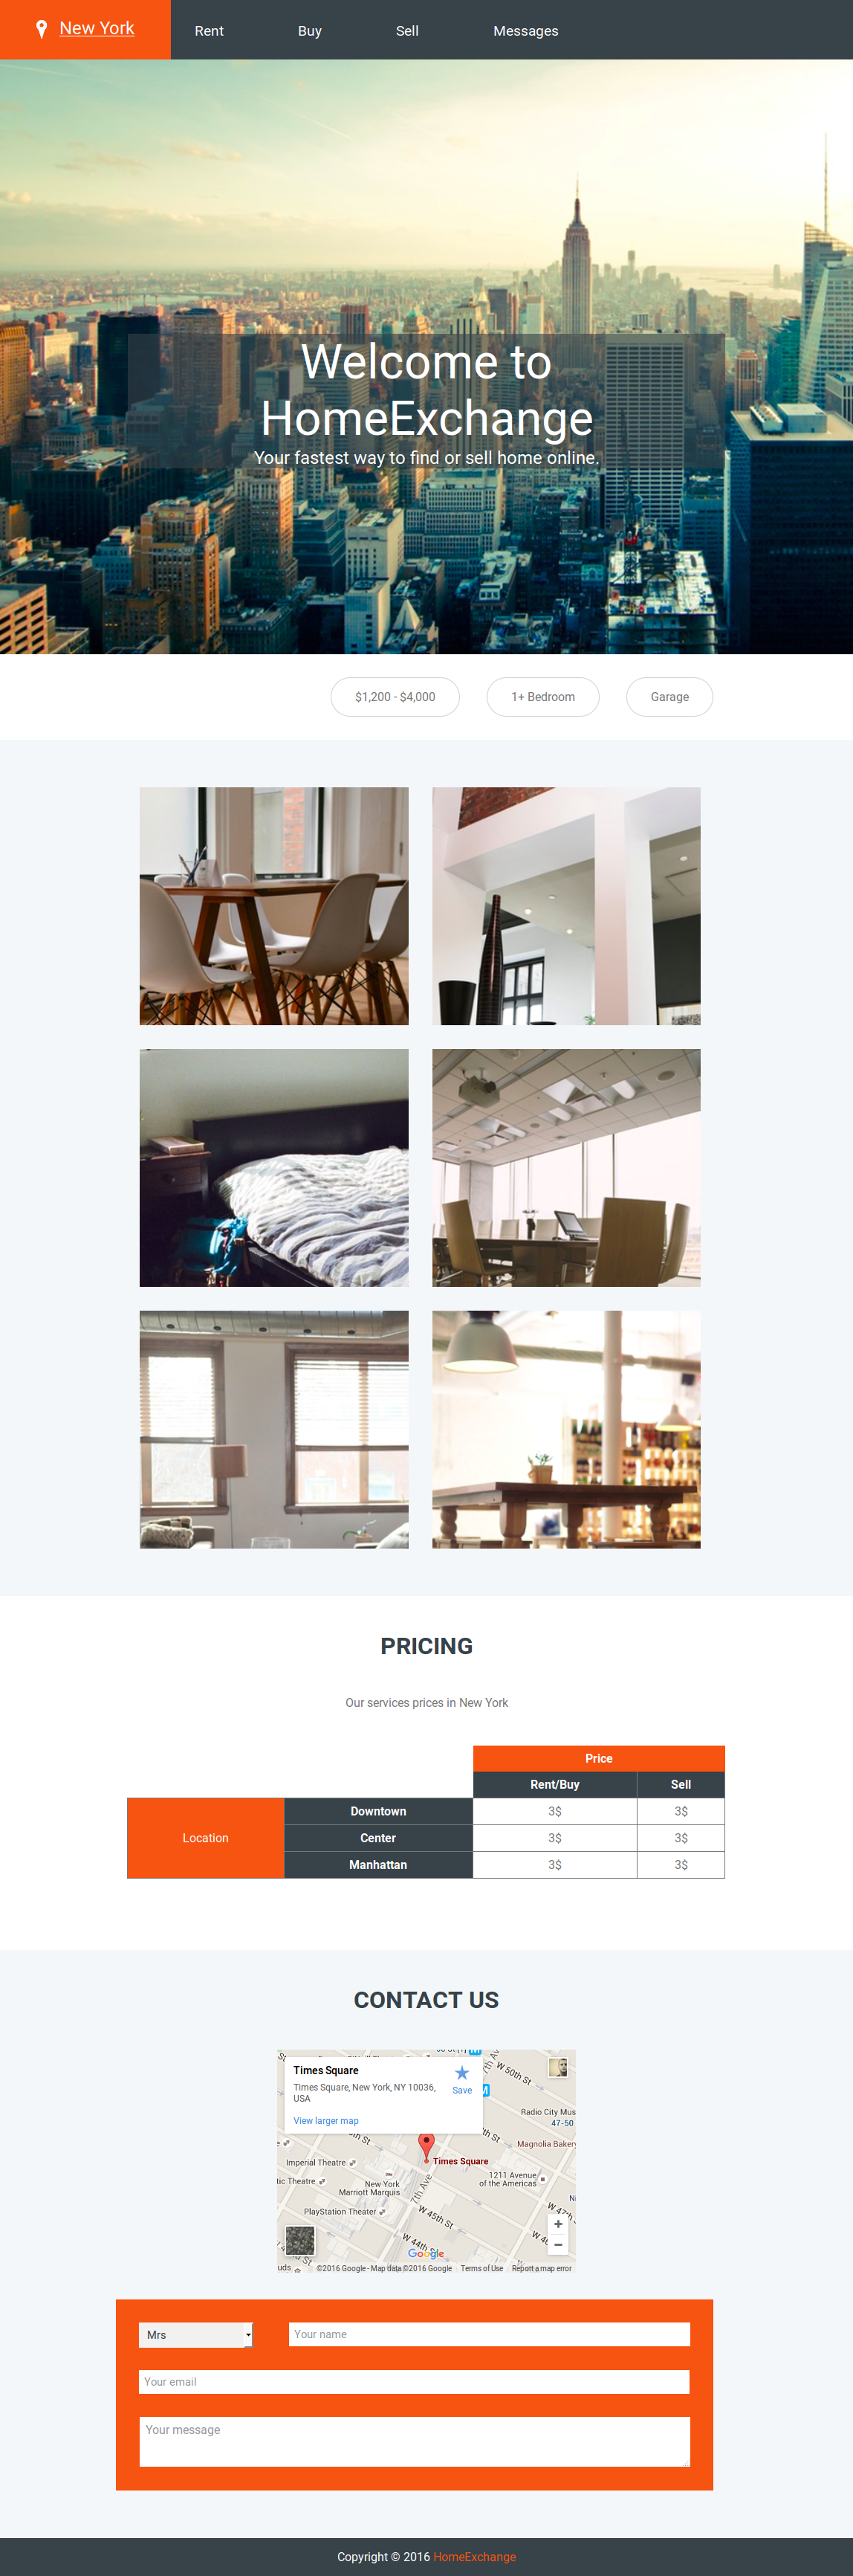 New York
Rent Buy Sell Messages
Welcome to
HomeExchange
Your fastest way to find or sell home online.
$1,200 - $4,000 1+ Bedroom Garage
PRICING
Our services prices in New York
Price
Rent/Buy Sell
Location
Downtown 3$ 3$
Center 3$ 3$
Manhattan 3$ 3$
CONTACT US
Times Square
Times Square, New York, NY 10036,
USA
Save
View larger map
W 50th St
Radio City Mus
47-50
Magnolia Bakery
Imperial Theatre
Times Square
tic Theatre
New York
Marriott Marquis
7th Ave
1211 Avenue
of the Americas
PlayStation Theater
W 45th St
W 47th St
W 44th St
Google
uds
©2016 Google - Map data ©2016 Google Terms of Use Report a map error
Mrs Your name
Your email
Your message
Copyright © 2016 HomeExchange